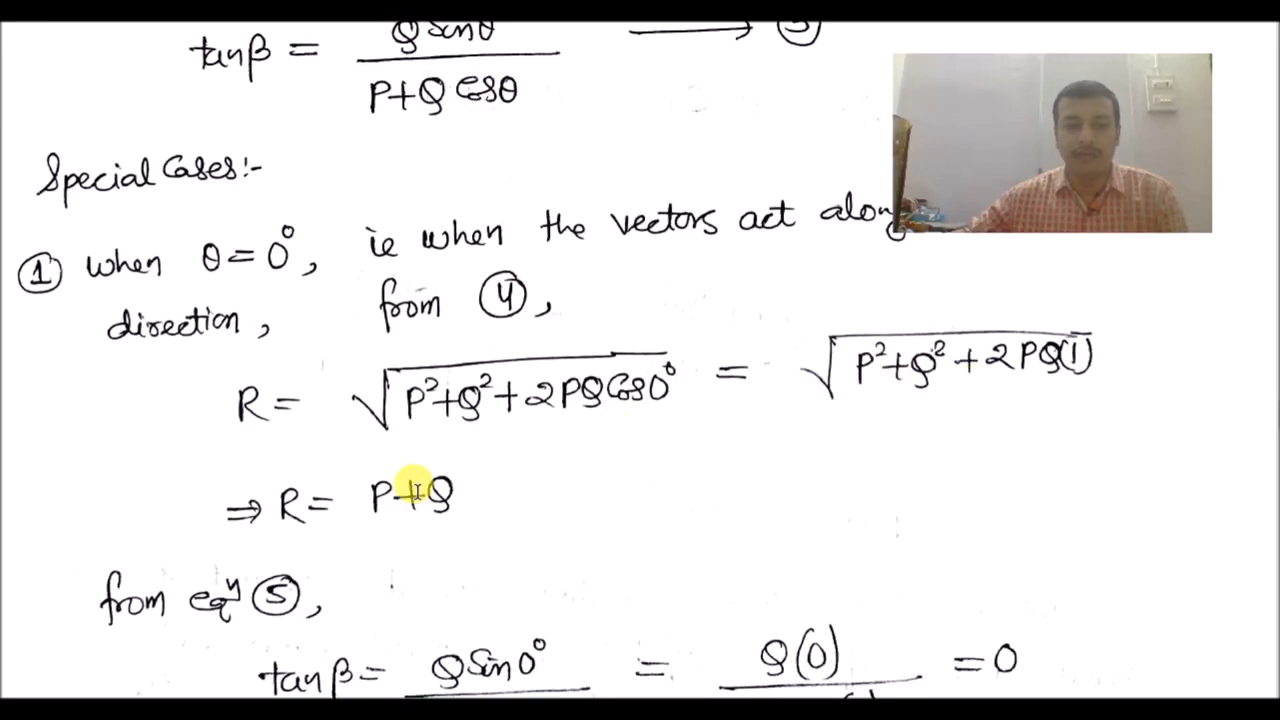 tanβ = Q sinθ / P+Q Cosθ ⟶ (5)
Special Cases:-
(1) when θ = 0°, ie when the vectors act along
direction, from (4),
R = √(P²+Q²+2PQ Cos0°) = √(P²+Q²+2PQ(1))
⇒ R = P+Q
from eqn (5),
tanβ = Q Sin0° = Q(0) = 0